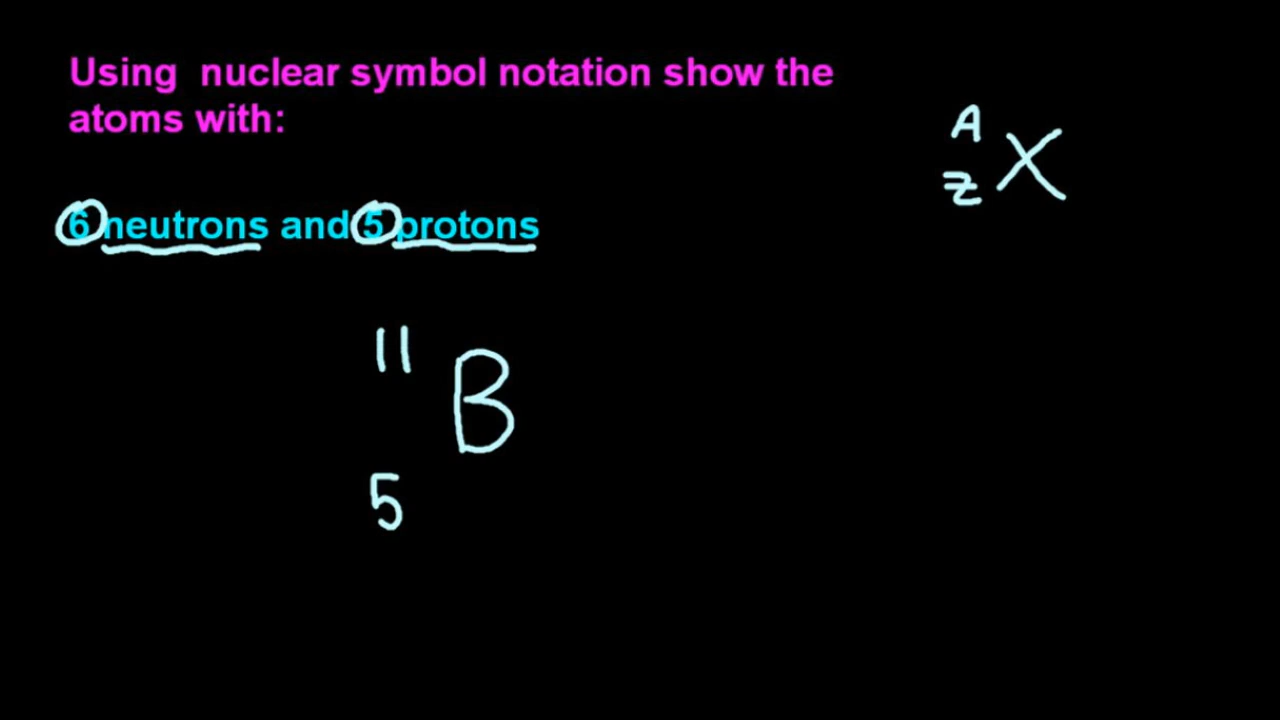 Using  nuclear symbol notation show the
atoms with:
A
Z X
6 neutrons and 5 protons
11
B
5